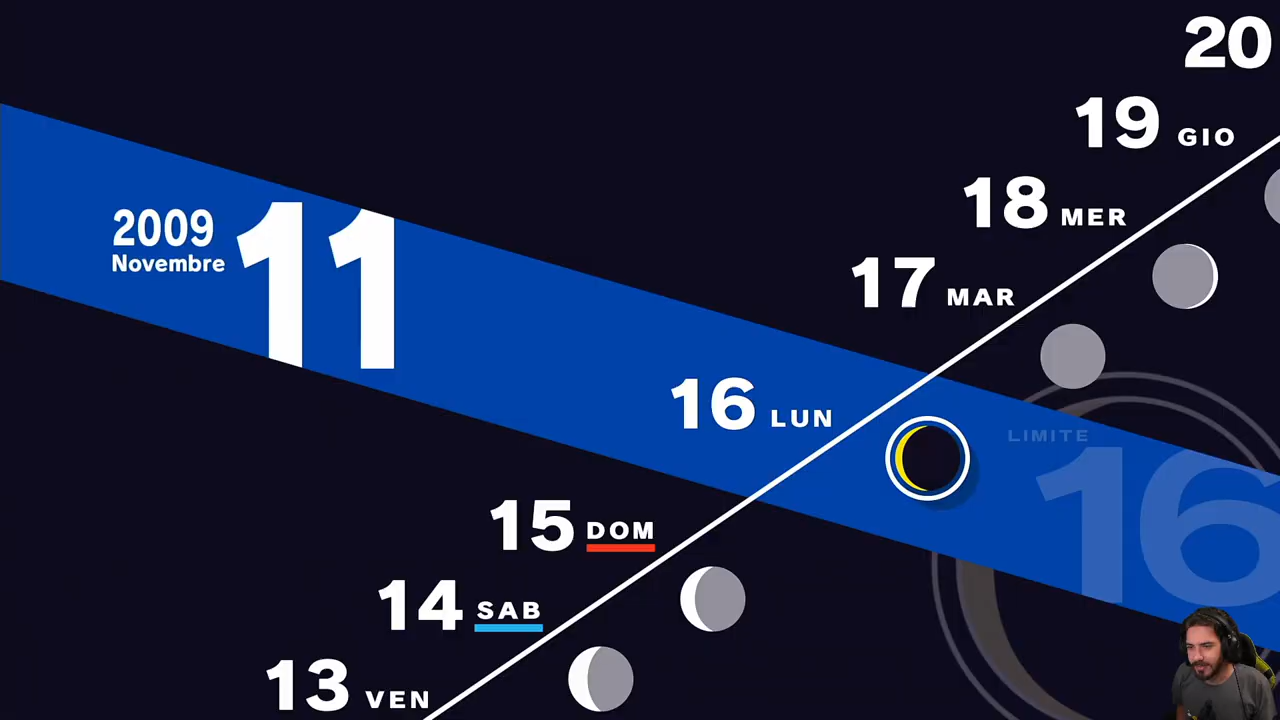 20
19 GIO
18 MER
2009
Novembre
11
17 MAR
16 LUN
LIMITE
16
15 DOM
14 SAB
13 VEN